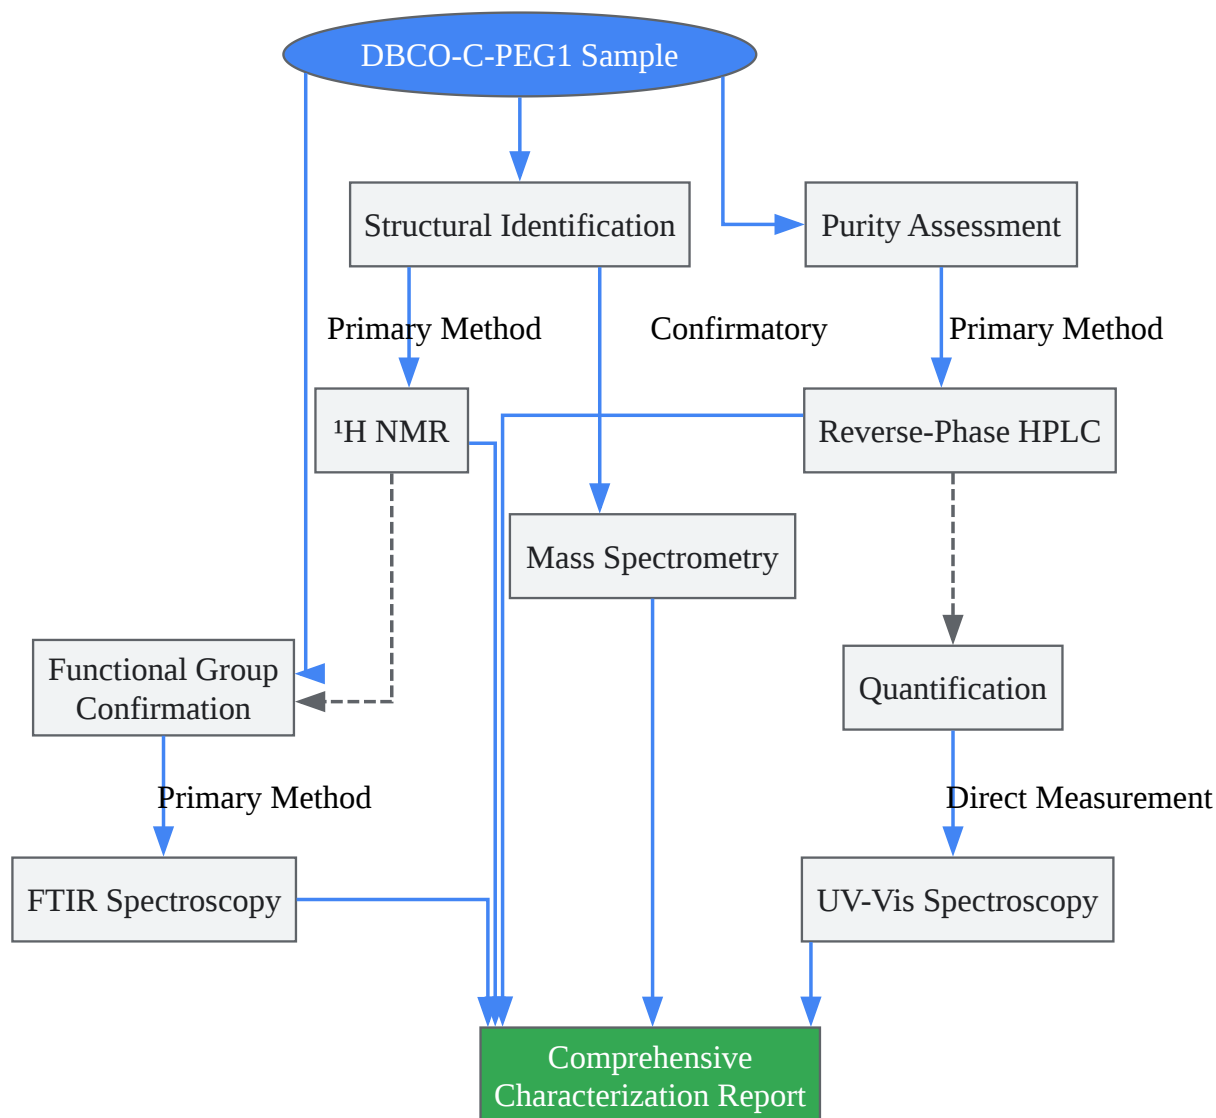 DBCO-C-PEG1 Sample
Structural Identification
Purity Assessment
Primary Method
Confirmatory
Primary Method
¹H NMR
Reverse-Phase HPLC
Mass Spectrometry
Functional Group
Confirmation
Quantification
Primary Method
Direct Measurement
FTIR Spectroscopy
UV-Vis Spectroscopy
Comprehensive
Characterization Report